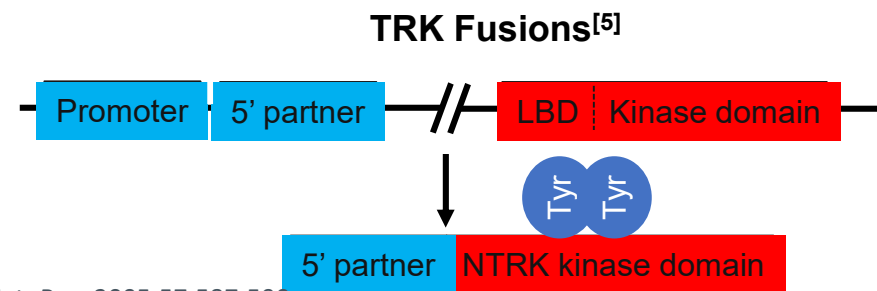 TRK Fusions[5]
Promoter 5' partner LBD Kinase domain
Tyr Tyr
5' partner NTRK kinase domain